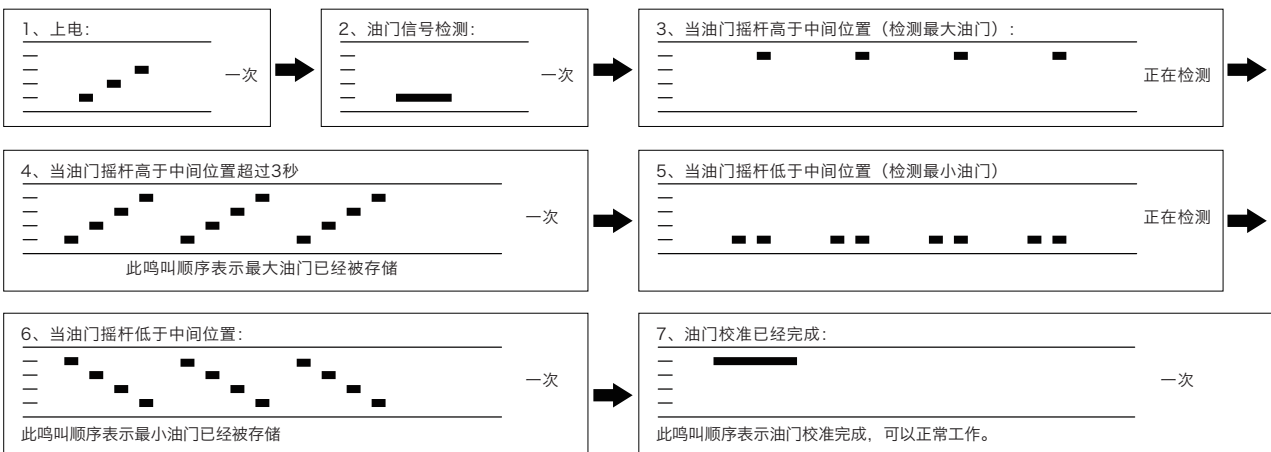 1、上电:
一次
2、油门信号检测:
一次
3、当油门摇杆高于中间位置（检测最大油门）:
正在检测
4、当油门摇杆高于中间位置超过3秒
一次
此鸣叫顺序表示最大油门已经被存储
5、当油门摇杆低于中间位置（检测最小油门）
正在检测
6、当油门摇杆低于中间位置:
一次
此鸣叫顺序表示最小油门已经被存储
7、油门校准已经完成:
一次
此鸣叫顺序表示油门校准完成, 可以正常工作。